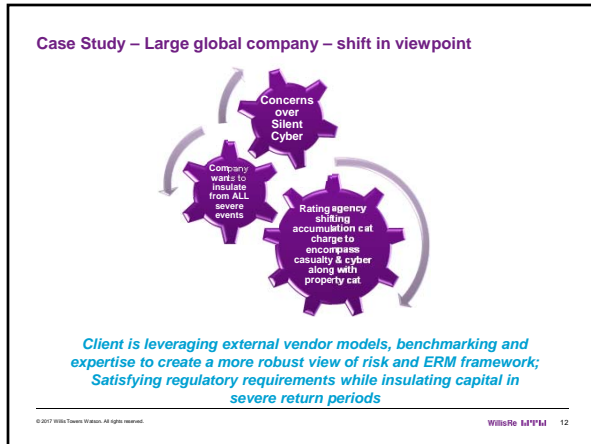 Case Study – Large global company – shift in viewpoint
Concerns
over
Silent
Cyber
Company
wants to
insulate
from ALL
severe
events
Rating agency
shifting
accumulation cat
charge to
encompass
casualty & cyber
along with
property cat
Client is leveraging external vendor models, benchmarking and
expertise to create a more robust view of risk and ERM framework;
Satisfying regulatory requirements while insulating capital in
severe return periods
© 2017 Willis Towers Watson. All rights reserved.
Willis Re 12